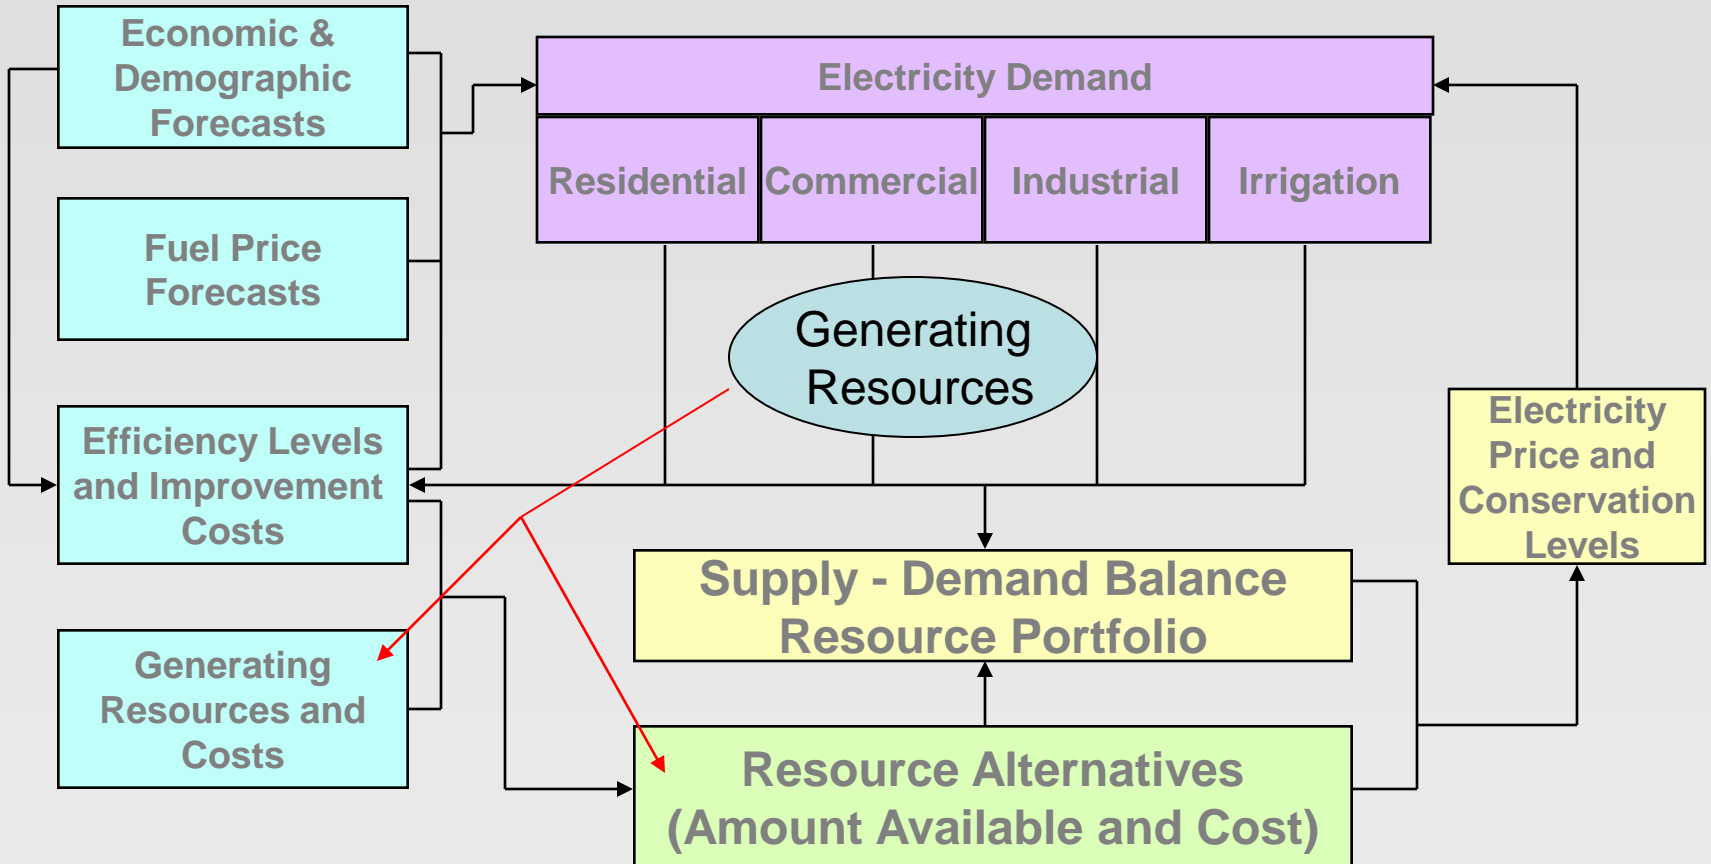 Economic &
Demographic
Forecasts
Electricity Demand
Residential
Commercial
Industrial
Irrigation
Fuel Price
Forecasts
Generating
Resources
Efficiency Levels
and Improvement
Costs
Electricity
Price and
Conservation
Levels
Supply - Demand Balance
Resource Portfolio
Generating
Resources and
Costs
Resource Alternatives
(Amount Available and Cost)